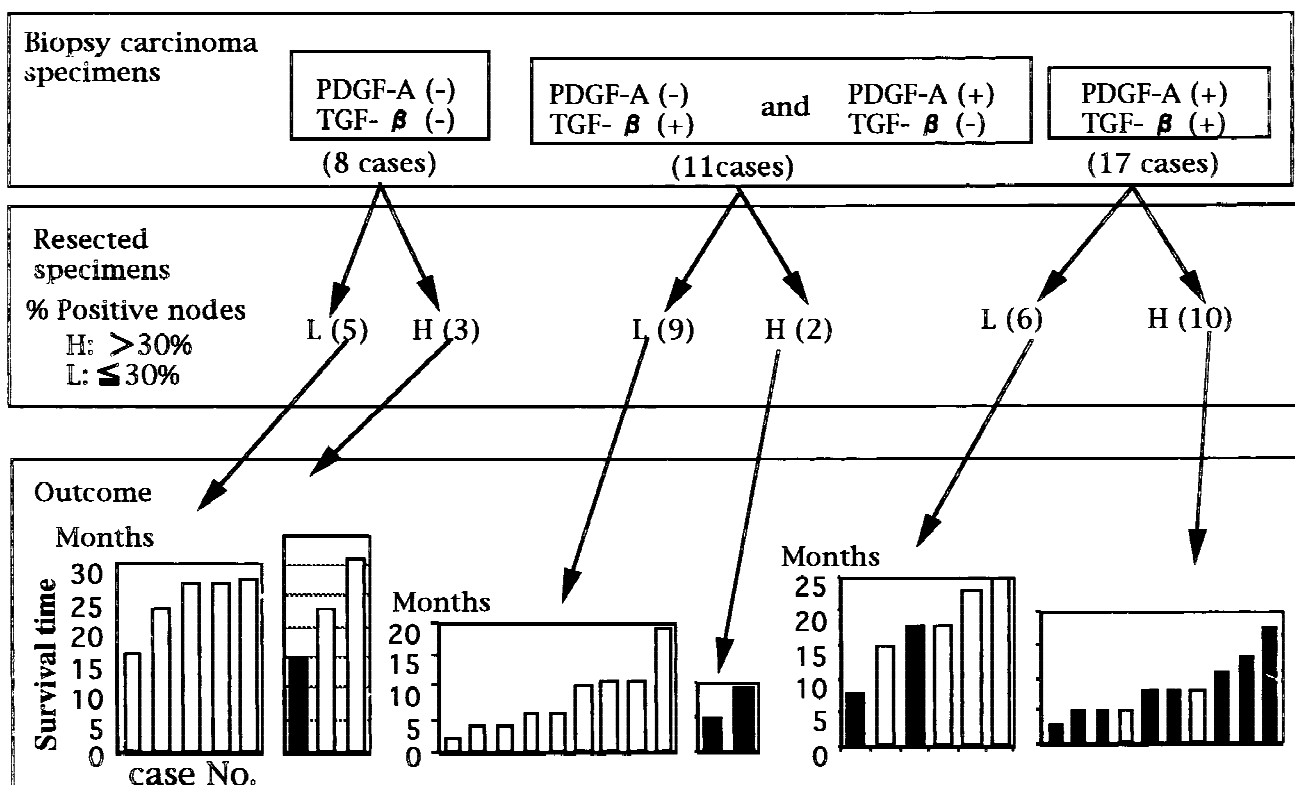 Biopsy carcinoma
specimens
PDGF-A (-)
TGF- β (-)
(8 cases)
PDGF-A (-)
TGF- β (+)
and
PDGF-A (+)
TGF- β (-)
(11cases)
PDGF-A (+)
TGF- β (+)
(17 cases)
Resected
specimens
% Positive nodes
H: >30%
L: ≦30%
L (5)
H (3)
L (9)
H (2)
L (6)
H (10)
Outcome
Survival time
Months
30
25
20
15
10
5
0
case No.
Months
20
15
10
5
0
Months
25
20
15
10
5
0